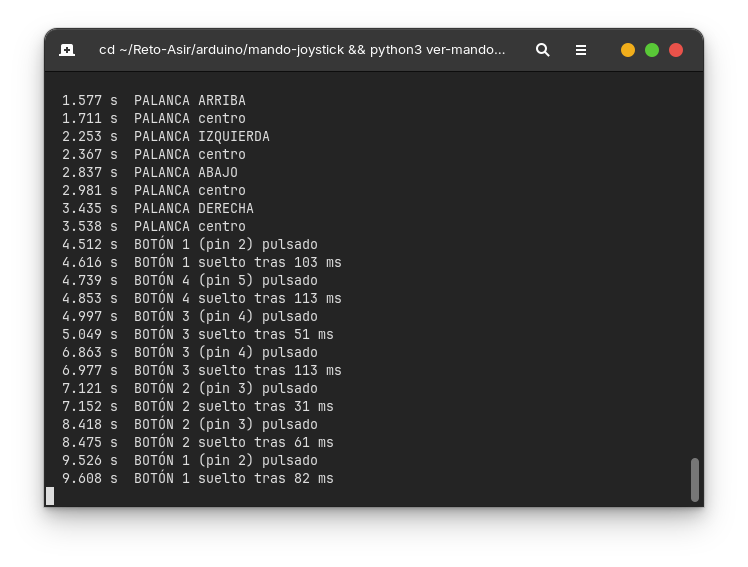 cd ~/Reto-Asir/arduino/mando-joystick && python3 ver-mando...
1.577 s  PALANCA ARRIBA
1.711 s  PALANCA centro
2.253 s  PALANCA IZQUIERDA
2.367 s  PALANCA centro
2.837 s  PALANCA ABAJO
2.981 s  PALANCA centro
3.435 s  PALANCA DERECHA
3.538 s  PALANCA centro
4.512 s  BOTÓN 1 (pin 2) pulsado
4.616 s  BOTÓN 1 suelto tras 103 ms
4.739 s  BOTÓN 4 (pin 5) pulsado
4.853 s  BOTÓN 4 suelto tras 113 ms
4.997 s  BOTÓN 3 (pin 4) pulsado
5.049 s  BOTÓN 3 suelto tras 51 ms
6.863 s  BOTÓN 3 (pin 4) pulsado
6.977 s  BOTÓN 3 suelto tras 113 ms
7.121 s  BOTÓN 2 (pin 3) pulsado
7.152 s  BOTÓN 2 suelto tras 31 ms
8.418 s  BOTÓN 2 (pin 3) pulsado
8.475 s  BOTÓN 2 suelto tras 61 ms
9.526 s  BOTÓN 1 (pin 2) pulsado
9.608 s  BOTÓN 1 suelto tras 82 ms